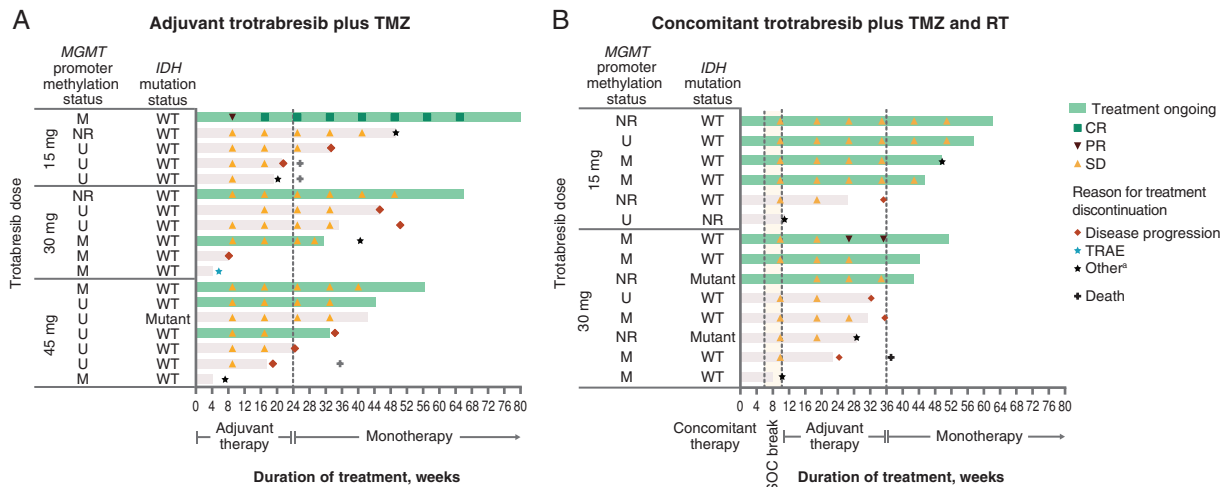 A
Adjuvant trotrabresib plus TMZ
MGMT
promoter
methylation
status
IDH
mutation
status
Trotabresib dose
15 mg
M WT
NR WT
U WT
U WT
U WT
30 mg
NR WT
U WT
U WT
M WT
M WT
M WT
45 mg
M WT
U WT
U Mutant
U WT
U WT
U WT
M WT
0 4 8 12 16 20 24 28 32 36 40 44 48 52 56 60 64 68 72 76 80
Adjuvant
therapy
Monotherapy
Duration of treatment, weeks
B
Concomitant trotrabresib plus TMZ and RT
MGMT
promoter
methylation
status
IDH
mutation
status
Trotabresib dose
15 mg
NR WT
U WT
M WT
M WT
NR WT
U NR
30 mg
M WT
M WT
NR Mutant
U WT
M WT
NR Mutant
M WT
M WT
0 4 8 12 16 20 24 28 32 36 40 44 48 52 56 60 64 68 72 76 80
Concomitant
therapy
SOC break
Adjuvant
therapy
Monotherapy
Duration of treatment, weeks
Treatment ongoing
CR
PR
SD
Reason for treatment
discontinuation
Disease progression
TRAE
Otherª
Death